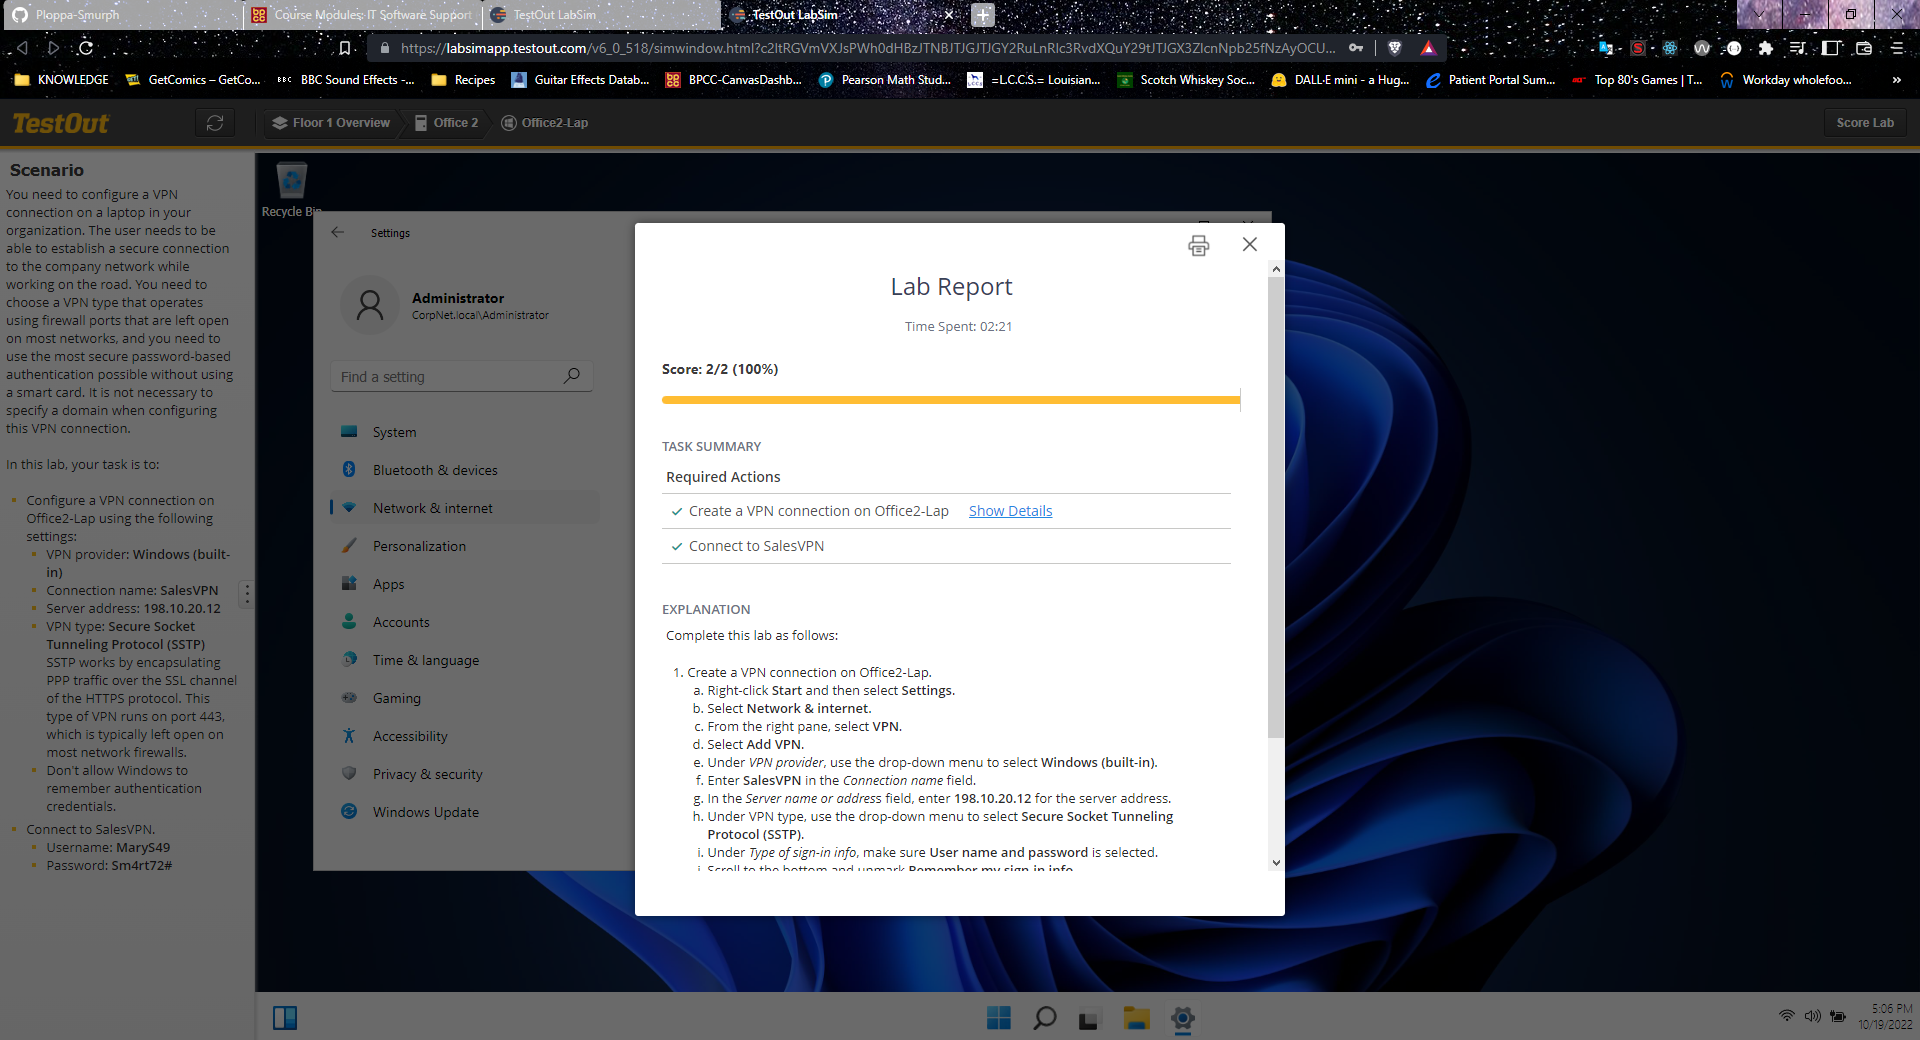 Ploppa-Smurph
Course Modules: IT Software Support
TestOut LabSim
TestOut LabSim
https://labsimapp.testout.com/v6_0_518/simwindow.html?
KNOWLEDGE
GetComics – GetCo...
BBC
BBC Sound Effects -...
Recipes
Guitar Effects Datab...
BPCC-CanvasDashb...
Pearson Math Stud...
=L.C.C.S.= Louisian...
Scotch Whiskey Soc...
DALL·E mini - a Hug...
Patient Portal Sum...
Top 80's Games | T...
Workday wholefoo...
»
TestOut
Floor 1 Overview
Office 2
Office2-Lap
Score Lab
Scenario
You need to configure a VPN
connection on a laptop in your
organization. The user needs to be
able to establish a secure connection
to the company network while
working on the road. You need to
choose a VPN type that operates
using firewall ports that are left open
on most networks, and you need to
use the most secure password-based
authentication possible without using
a smart card. It is not necessary to
specify a domain when configuring
this VPN connection.
In this lab, your task is to:
Configure a VPN connection on
Office2-Lap using the following
settings:
VPN provider: Windows (built-
in)
Connection name: SalesVPN
Server address: 198.10.20.12
VPN type: Secure Socket
Tunneling Protocol (SSTP)
SSTP works by encapsulating
PPP traffic over the SSL channel
of the HTTPS protocol. This
type of VPN runs on port 443,
which is typically left open on
most network firewalls.
Don't allow Windows to
remember authentication
credentials.
Connect to SalesVPN.
Username: MaryS49
Password: Sm4rt72#
Recycle Bin
Settings
Administrator
CorpNet.local\Administrator
Find a setting
System
Bluetooth & devices
Network & internet
Personalization
Apps
Accounts
Time & language
Gaming
Accessibility
Privacy & security
Windows Update
Lab Report
Time Spent: 02:21
Score: 2/2 (100%)
TASK SUMMARY
Required Actions
Create a VPN connection on Office2-Lap Show Details
Connect to SalesVPN
EXPLANATION
Complete this lab as follows:
1. Create a VPN connection on Office2-Lap.
a. Right-click Start and then select Settings.
b. Select Network & internet.
c. From the right pane, select VPN.
d. Select Add VPN.
e. Under VPN provider, use the drop-down menu to select Windows (built-in).
f. Enter SalesVPN in the Connection name field.
g. In the Server name or address field, enter 198.10.20.12 for the server address.
h. Under VPN type, use the drop-down menu to select Secure Socket Tunneling
Protocol (SSTP).
i. Under Type of sign-in info, make sure User name and password is selected.
j. Scroll to the bottom and unmark Remember my sign-in info.
5:06 PM
10/19/2022